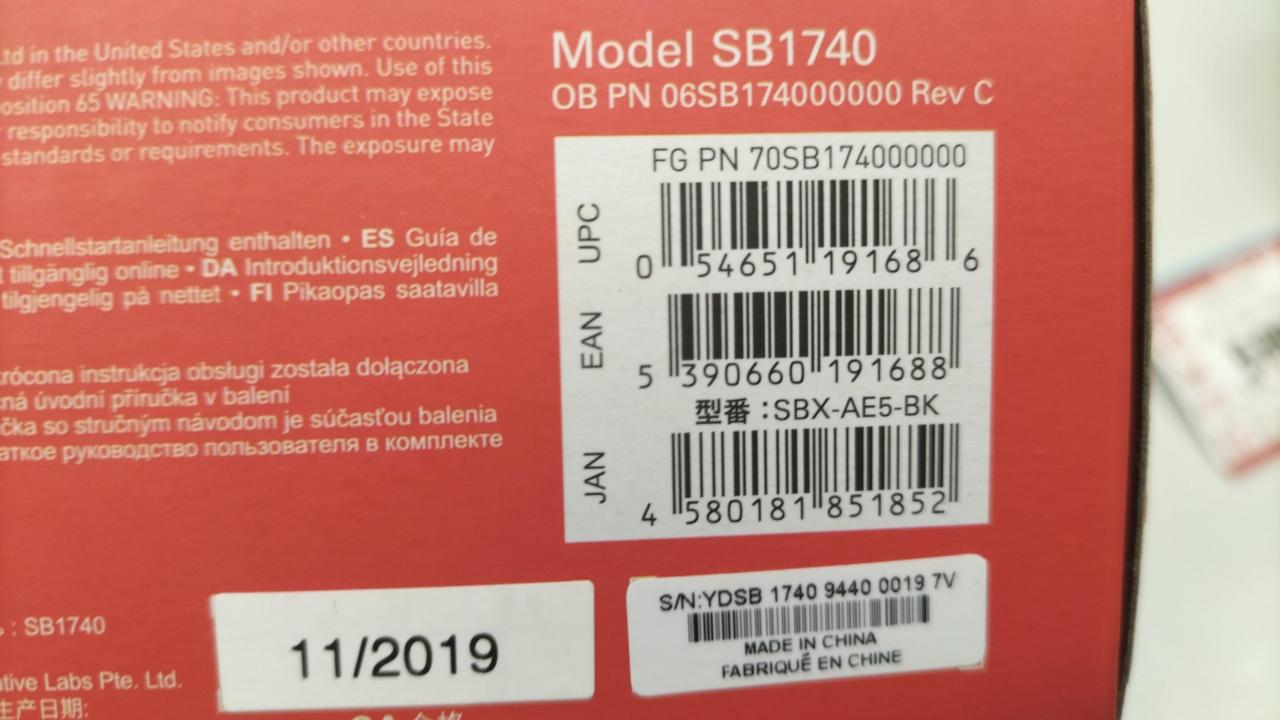 Ltd in the United States and/or other countries.
differ slightly from images shown. Use of this
osition 65 WARNING: This product may expose
responsibility to notify consumers in the State
standards or requirements. The exposure may
Schnellstartanleitung enthalten • ES Guía de
tillgänglig online • DA Introduktionsvejledning
tilgjengelig på nettet • FI Pikaopas saatavilla
rócona instrukcja obsługi została dołączona
ná úvodní příručka v balení
čka so stručným návodom je súčasťou balenia
аткое руководство пользователя в комплекте
: SB1740
ative Labs Pte. Ltd.
生产日期:
11/2019
Model SB1740
OB PN 06SB174000000 Rev C
FG PN 70SB174000000
UPC
0 54651 19168 6
EAN
5 390660 191688
型番 : SBX-AE5-BK
JAN
4 580181 851852
S/N:YDSB 1740 9440 0019 7V
MADE IN CHINA
FABRIQUÉ EN CHINE